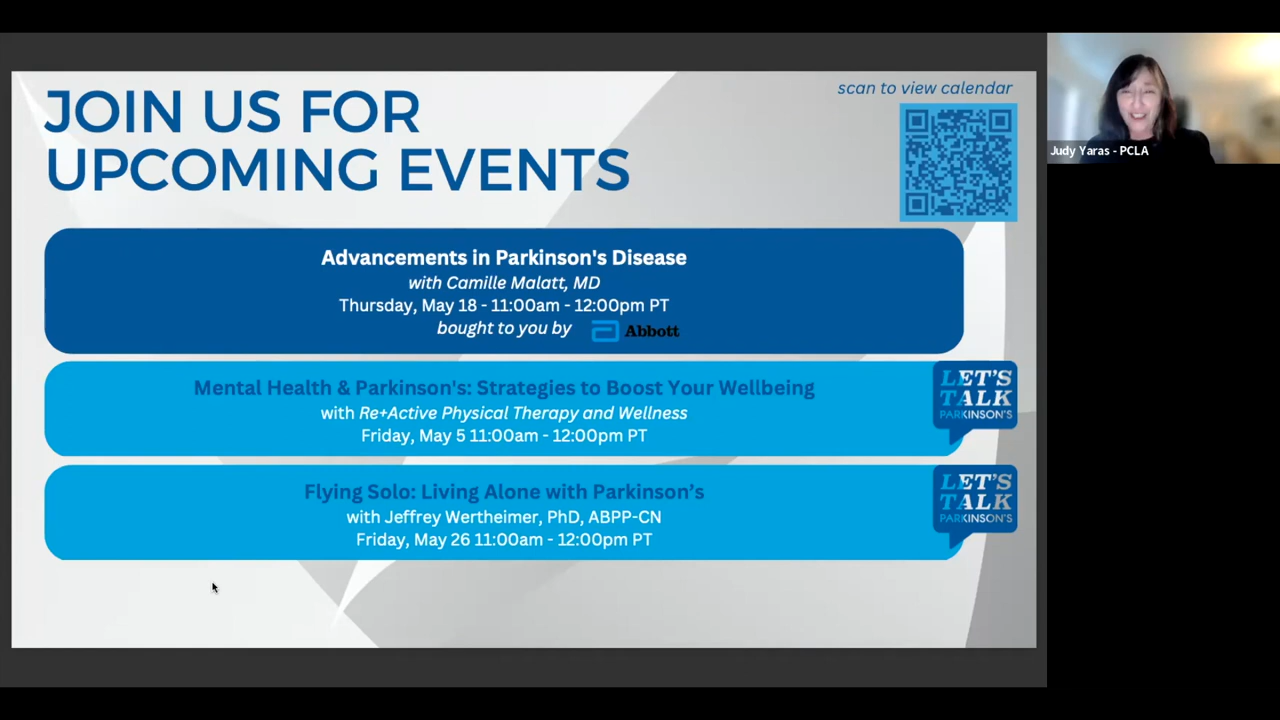 JOIN US FOR
UPCOMING EVENTS
scan to view calendar
Advancements in Parkinson's Disease
with Camille Malatt, MD
Thursday, May 18 - 11:00am - 12:00pm PT
bought to you by Abbott
Mental Health & Parkinson's: Strategies to Boost Your Wellbeing
with Re+Active Physical Therapy and Wellness
Friday, May 5 11:00am - 12:00pm PT
LET'S
TALK
PARKINSON'S
Flying Solo: Living Alone with Parkinson’s
with Jeffrey Wertheimer, PhD, ABPP-CN
Friday, May 26 11:00am - 12:00pm PT
LET'S
TALK
PARKINSON'S
Judy Yaras - PCLA